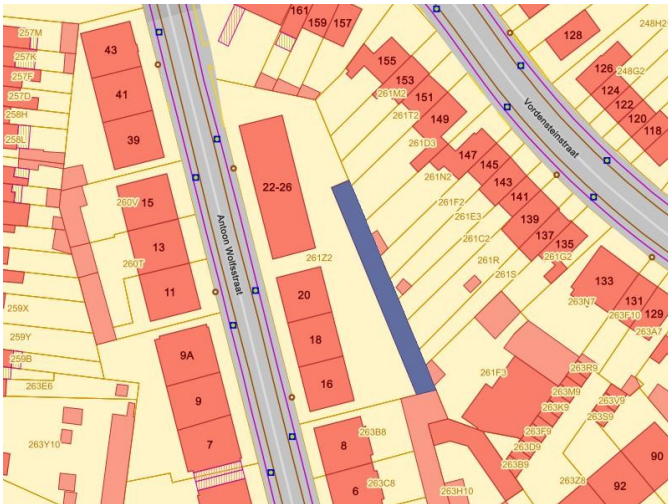 161
159
157
257M
43
257K
257F
41
257D
258H
258L
39
128
248H2
126
248G2
124
122
120
118
155
153
261M2
151
261T2
149
261D3
147
145
261N2
143
141
261F2
261E3
139
137
135
261C2
261G2
261R
261S
Vordensteinstraat
22-26
261Z2
Antoon Wolfsstraat
15
260V
13
260T
11
20
18
16
133
263N7
131
263F10
129
263A7
259X
259Y
259B
263E6
9A
9
7
263Y10
8
263B8
6
263C8
263H10
261F3
263R9
263M9
263K9
263V9
263S9
263F9
263D9
263B9
263Z8
90
92